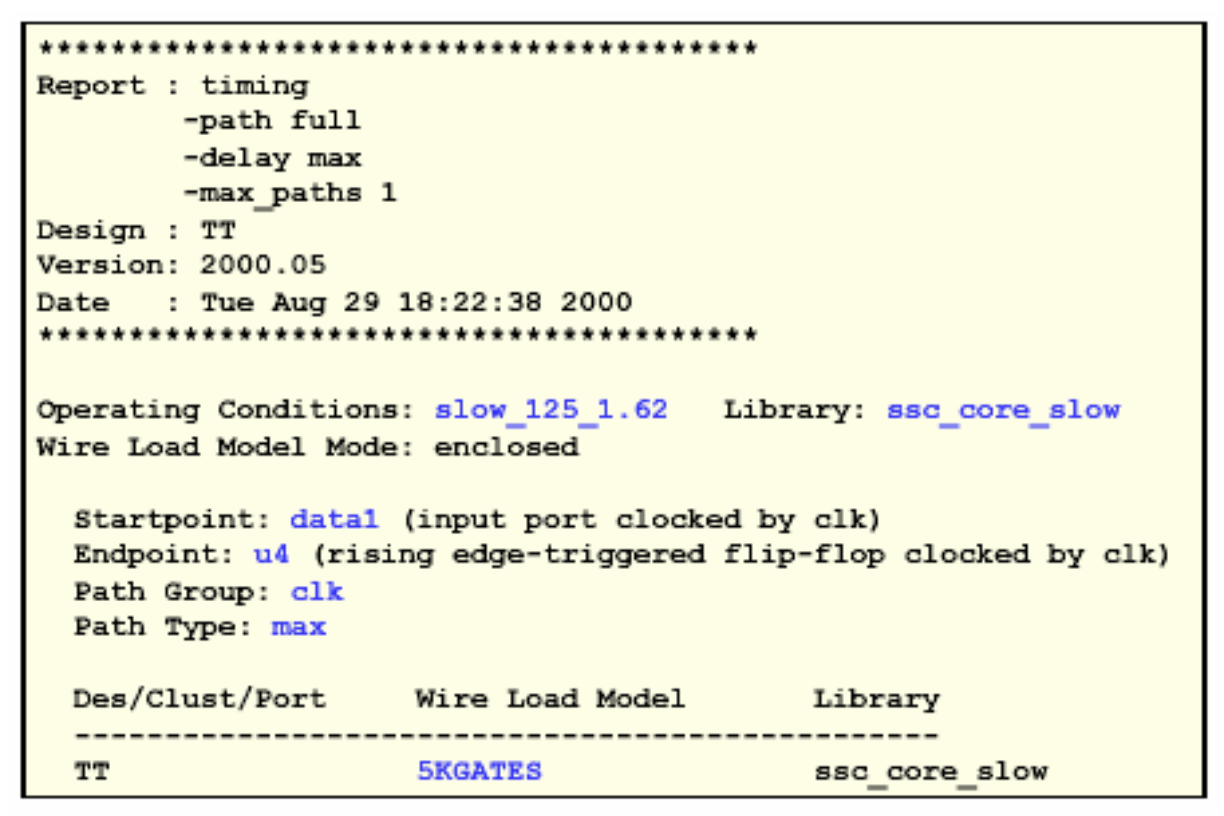 ****************************************
Report : timing
        -path full
        -delay max
        -max_paths 1
Design : TT
Version: 2000.05
Date   : Tue Aug 29 18:22:38 2000
****************************************
Operating Conditions: slow_125_1.62   Library: ssc_core_slow
Wire Load Model Mode: enclosed
  Startpoint: data1 (input port clocked by clk)
  Endpoint: u4 (rising edge-triggered flip-flop clocked by clk)
  Path Group: clk
  Path Type: max
  Des/Clust/Port     Wire Load Model       Library
  ------------------------------------------------
  TT                 5KGATES               ssc_core_slow